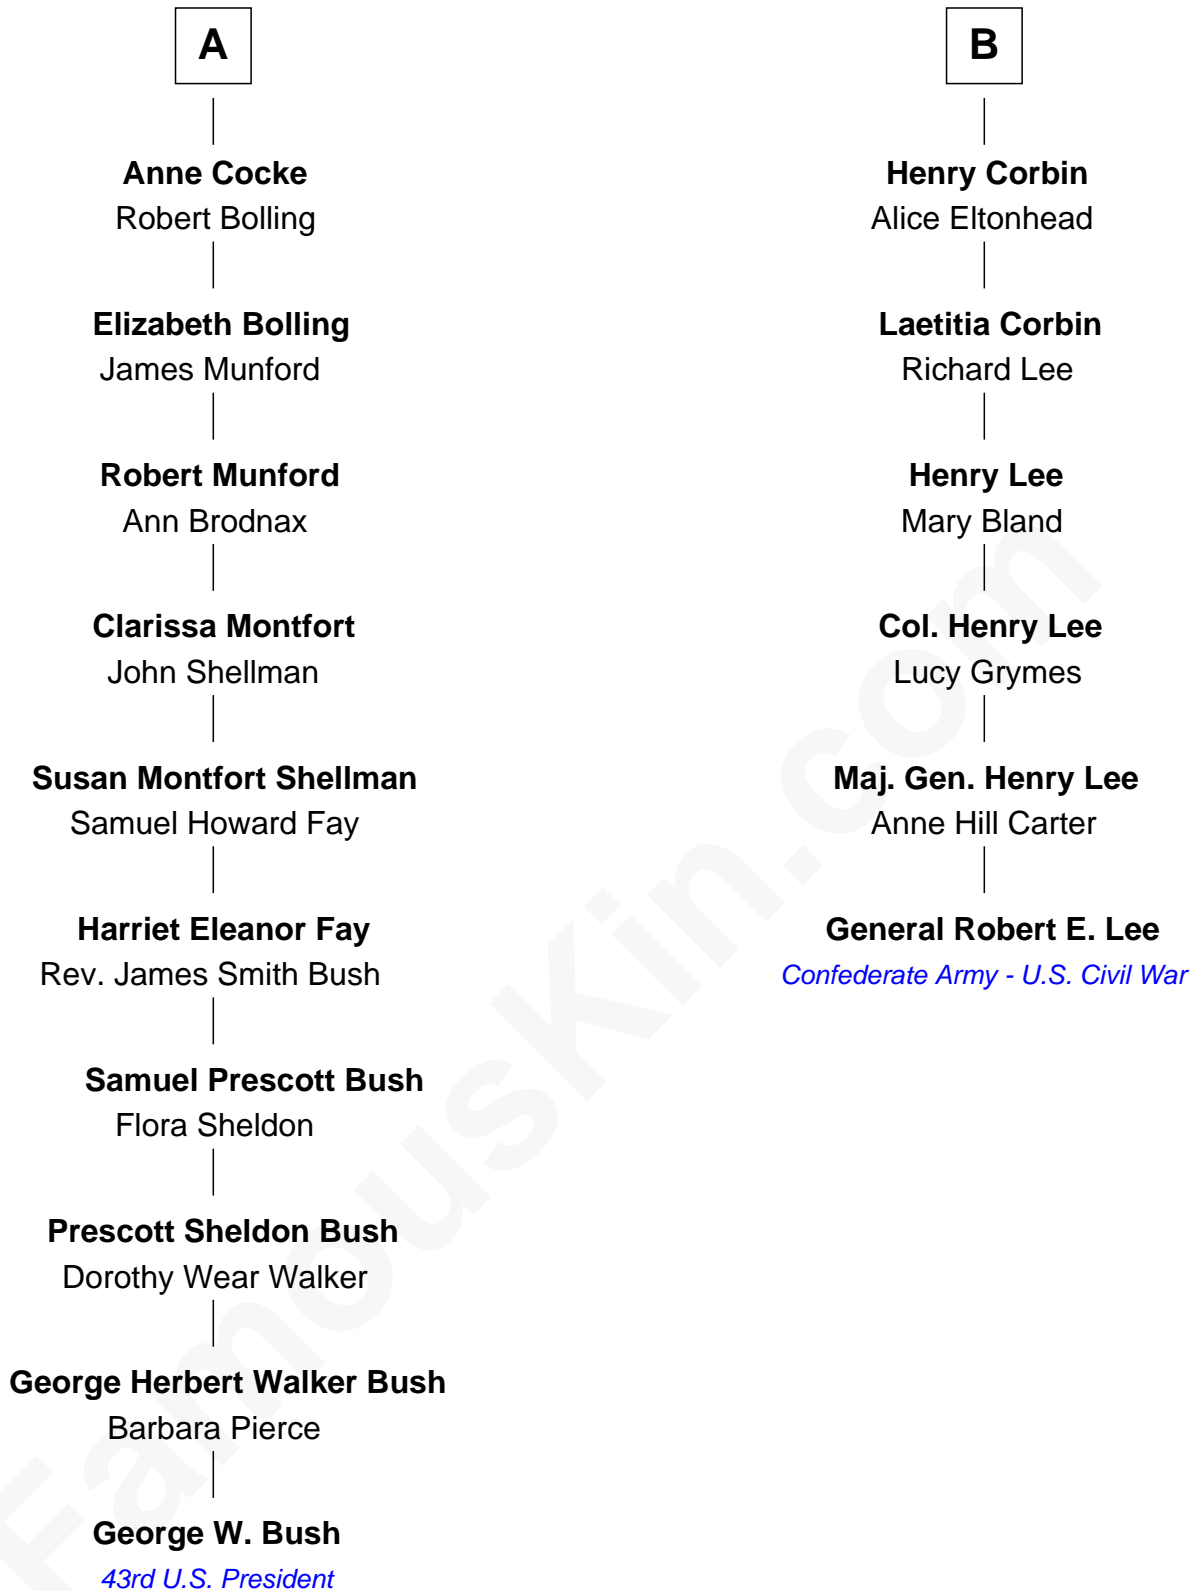 A
Anne Cocke
Robert Bolling
Elizabeth Bolling
James Munford
Robert Munford
Ann Brodnax
Clarissa Montfort
John Shellman
Susan Montfort Shellman
Samuel Howard Fay
Harriet Eleanor Fay
Rev. James Smith Bush
Samuel Prescott Bush
Flora Sheldon
Prescott Sheldon Bush
Dorothy Wear Walker
George Herbert Walker Bush
Barbara Pierce
George W. Bush
43rd U.S. President
B
Henry Corbin
Alice Eltonhead
Laetitia Corbin
Richard Lee
Henry Lee
Mary Bland
Col. Henry Lee
Lucy Grymes
Maj. Gen. Henry Lee
Anne Hill Carter
General Robert E. Lee
Confederate Army - U.S. Civil War
FamousKin.com